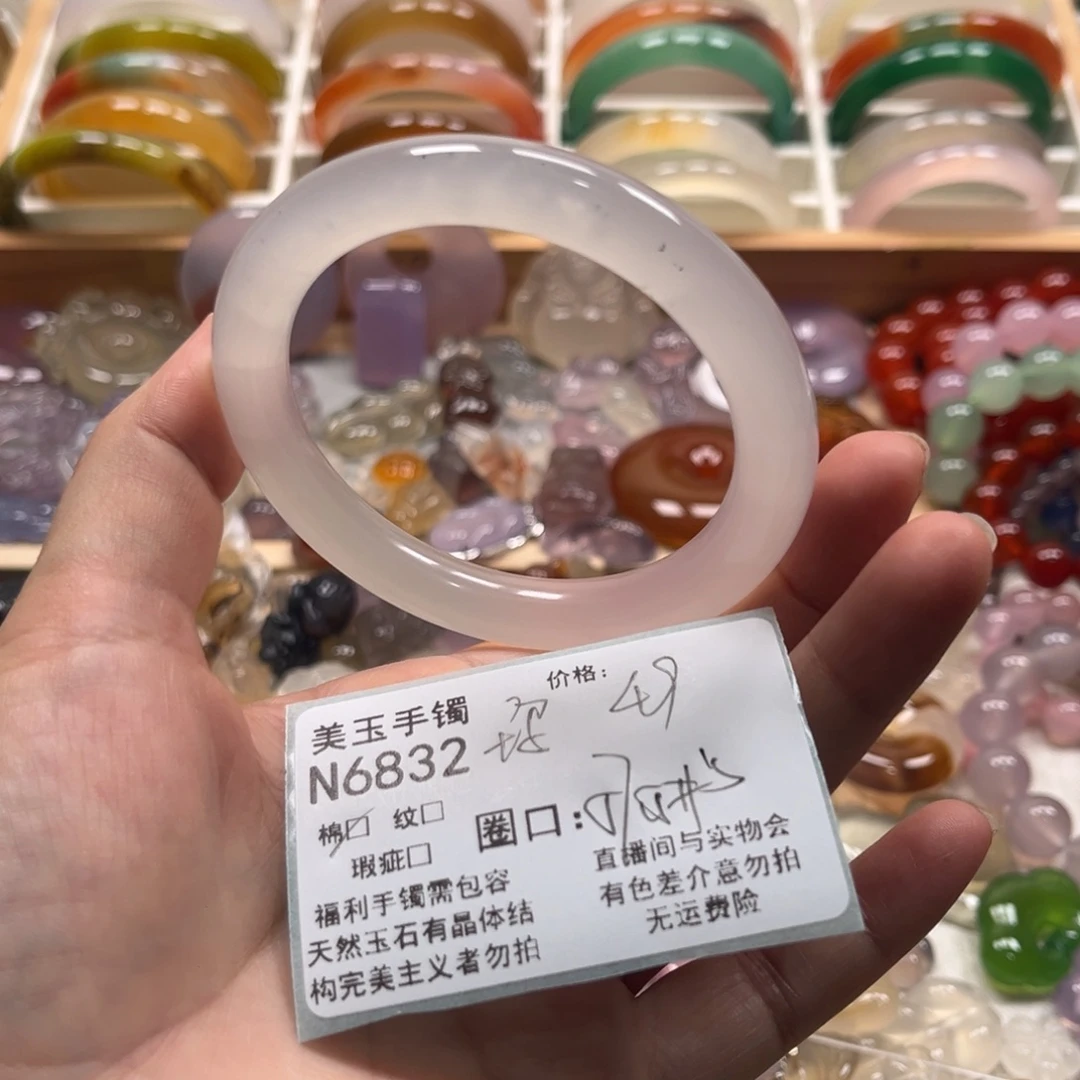 美玉手镯
价格: 49
N6832
棉☑ 纹□
圈口:
瑕疵□
福利手镯需包容
天然玉石有晶体结
构完美主义者勿拍
直播间与实物会
有色差介意勿拍
无运费险